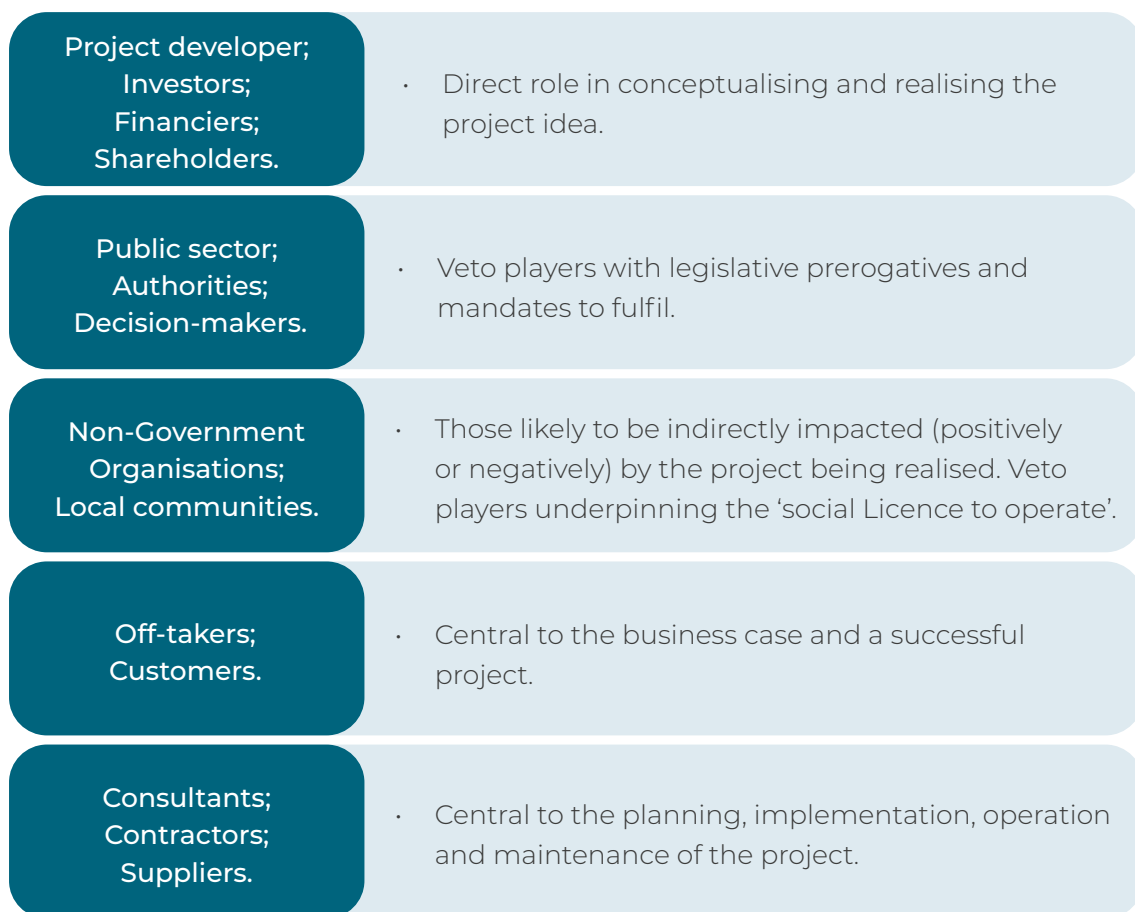 Project developer;
Investors;
Financiers;
Shareholders.
· Direct role in conceptualising and realising the
project idea.
Public sector;
Authorities;
Decision-makers.
· Veto players with legislative prerogatives and
mandates to fulfil.
Non-Government
Organisations;
Local communities.
· Those likely to be indirectly impacted (positively
or negatively) by the project being realised. Veto
players underpinning the ‘social Licence to operate’.
Off-takers;
Customers.
· Central to the business case and a successful
project.
Consultants;
Contractors;
Suppliers.
· Central to the planning, implementation, operation
and maintenance of the project.